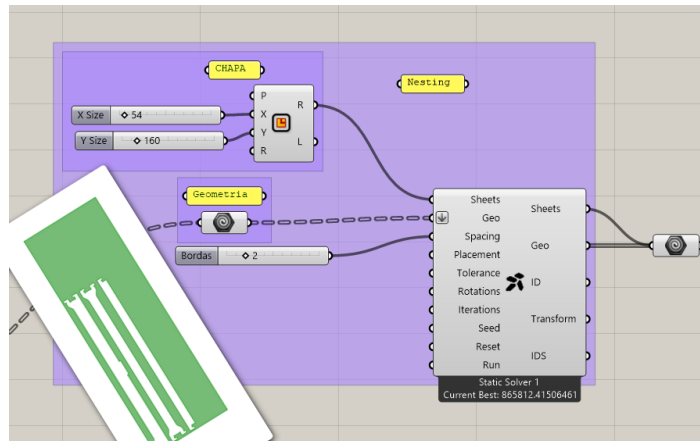 CHAPA
Nesting
P
X
Y
R
R
L
X Size
54
Y Size
160
Geometria
Bordas
2
Sheets
Geo
Spacing
Placement
Tolerance
Rotations
Iterations
Seed
Reset
Run
Sheets
Geo
ID
Transform
IDS
Static Solver 1
Current Best: 865812.41506461